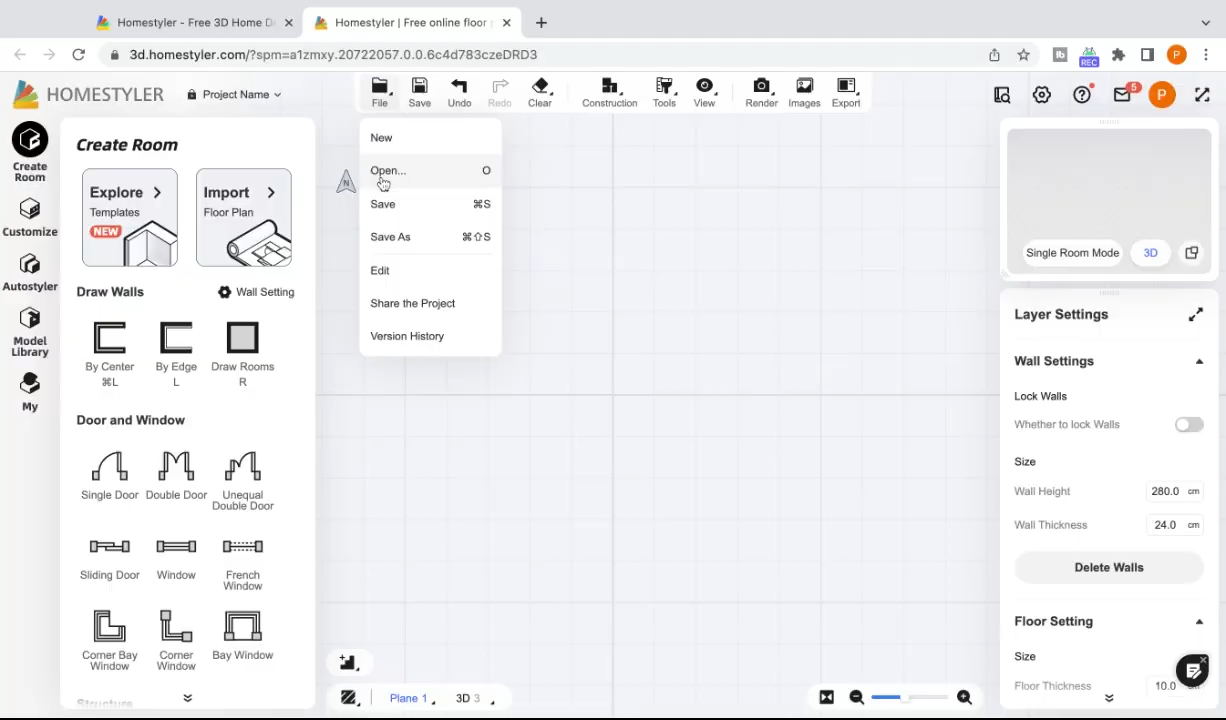 Homestyler - Free 3D Home De
Homestyler | Free online floor p
3d.homestyler.com/?spm=a1zmxy.20722057.0.0.6c4d783czeDRD3
REC
P
HOMESTYLER
Project Name
File
Save
Undo
Redo
Clear
Construction
Tools
View
Render
Images
Export
5
P
Create Room
Customize
Autostyler
Model Library
My
Create Room
Explore
Templates
NEW
Import
Floor Plan
Draw Walls
Wall Setting
By Center
⌘L
By Edge
L
Draw Rooms
R
Door and Window
Single Door
Double Door
Unequal
Double Door
Sliding Door
Window
French
Window
Corner Bay
Window
Corner
Window
Bay Window
Structure
N
New
Open... O
Save ⌘S
Save As ⌘⇧S
Edit
Share the Project
Version History
Plane 1
3D 3
Single Room Mode
3D
Layer Settings
Wall Settings
Lock Walls
Whether to lock Walls
Size
Wall Height 280.0 cm
Wall Thickness 24.0 cm
Delete Walls
Floor Setting
Size
Floor Thickness 10.0